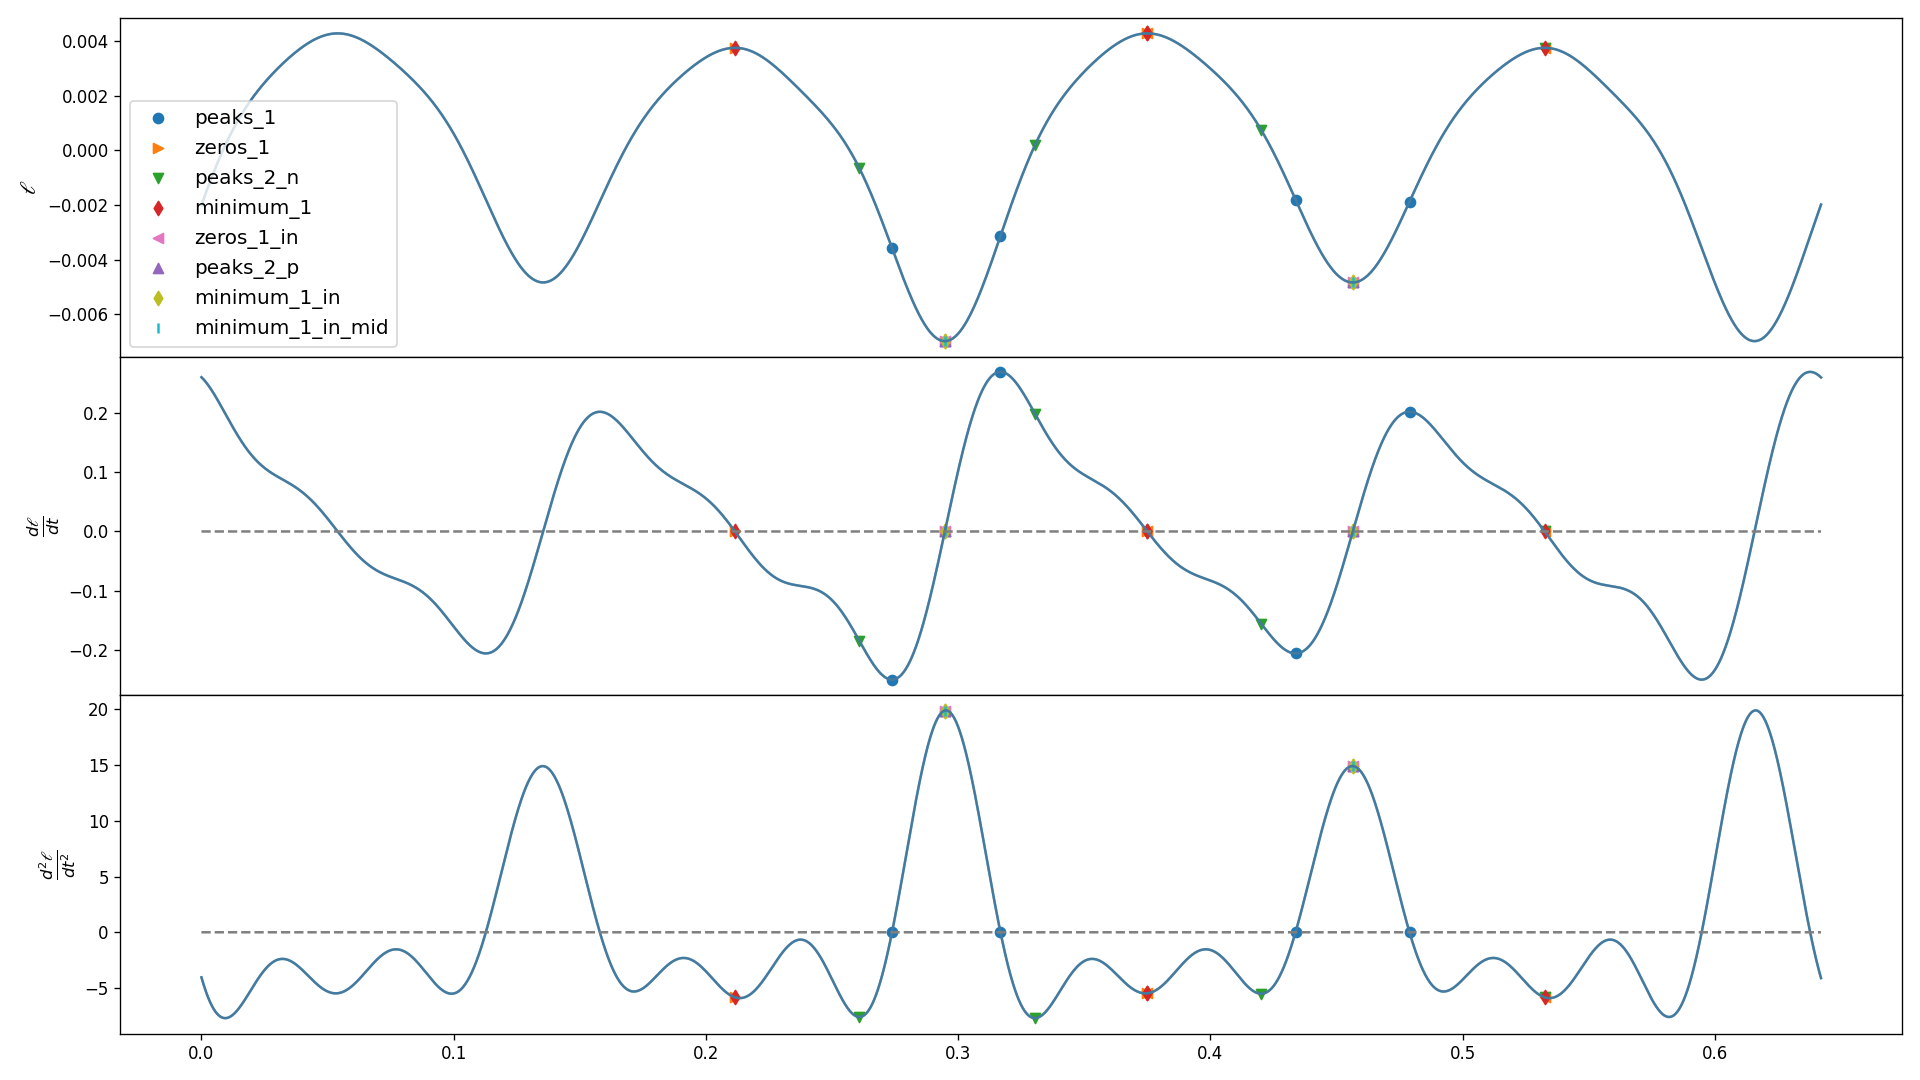 0.004
0.002
0.000
−0.002
−0.004
−0.006
ℓ
peaks_1
zeros_1
peaks_2_n
minimum_1
zeros_1_in
peaks_2_p
minimum_1_in
minimum_1_in_mid
0.2
0.1
0.0
−0.1
−0.2
dℓ/dt
20
15
10
5
0
−5
d²ℓ/dt²
0.0 0.1 0.2 0.3 0.4 0.5 0.6